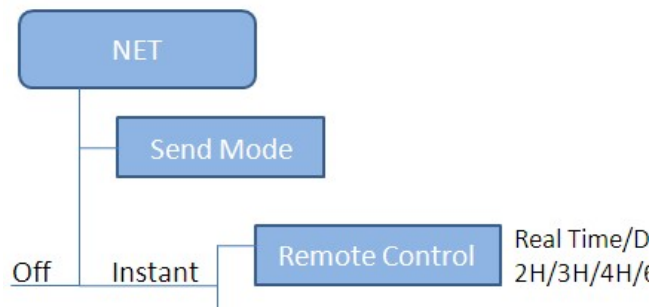 NET
Send Mode
Remote Control
Real Time/D
2H/3H/4H/6
Off Instant